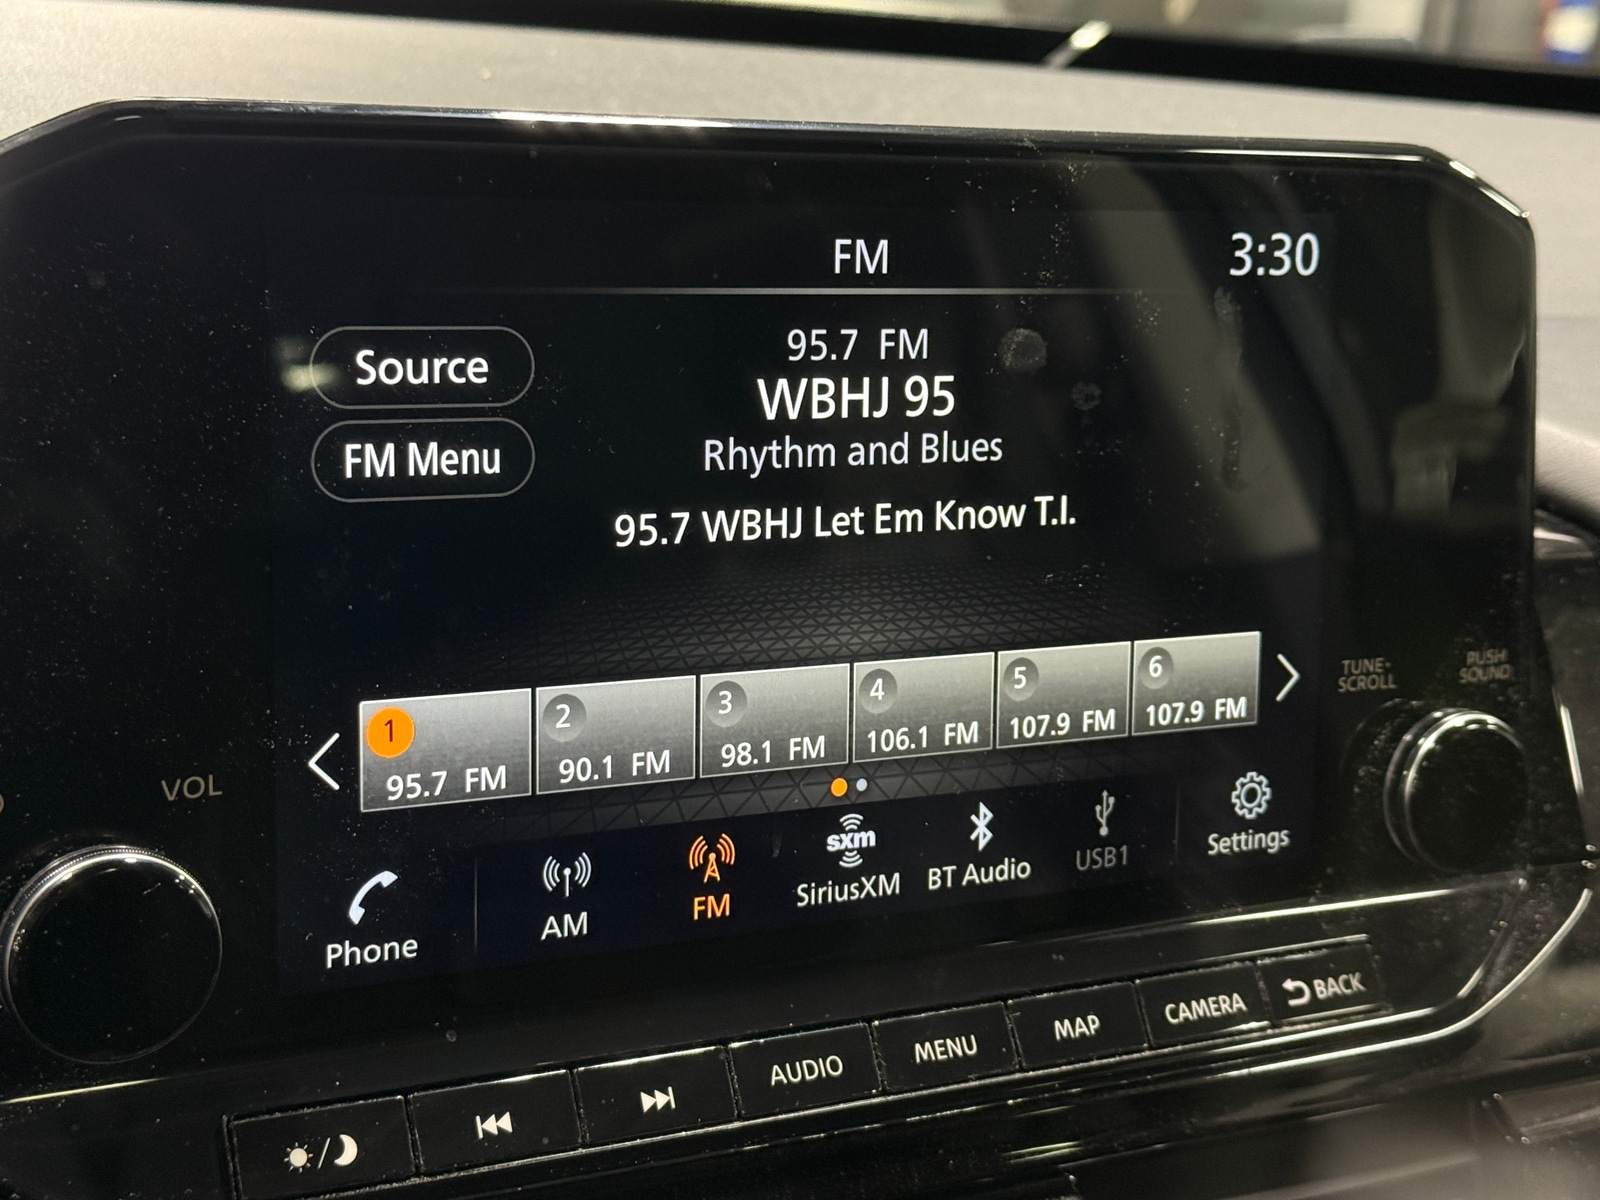 FM
3:30
Source
FM Menu
95.7 FM
WBHJ 95
Rhythm and Blues
95.7 WBHJ Let Em Know T.I.
1
95.7 FM
2
90.1 FM
3
98.1 FM
4
106.1 FM
5
107.9 FM
6
107.9 FM
TUNE-
SCROLL
PUSH
SOUND
VOL
Phone
AM
FM
sxm
SiriusXM
BT Audio
USB1
Settings
AUDIO
MENU
MAP
CAMERA
BACK